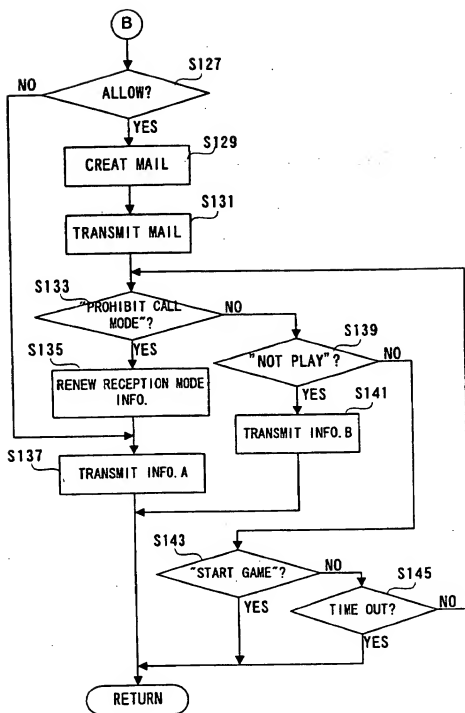 B
S127
NO
ALLOW?
YES
S129
CREAT MAIL
S131
TRANSMIT MAIL
S133
"PROHIBIT CALL
MODE"?
NO
YES
S139
"NOT PLAY"?
NO
YES
S135
RENEW RECEPTION MODE
INFO.
S141
TRANSMIT INFO.B
S137
TRANSMIT INFO.A
S143
"START GAME"?
NO
YES
S145
TIME OUT?
NO
YES
RETURN